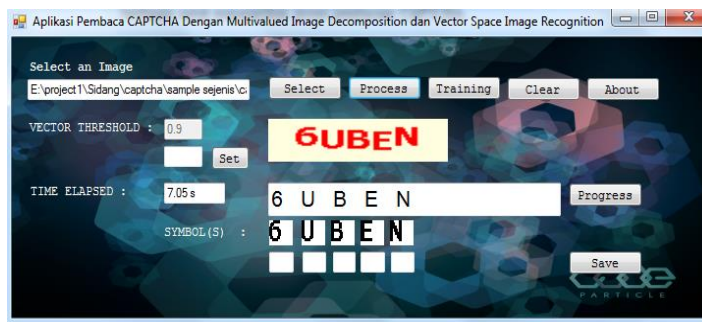 Aplikasi Pembaca CAPTCHA Dengan Multivalued Image Decomposition dan Vector Space Image Recognition
Select an Image
E:\project1\Sidang\captcha\sample sejenis\c
Select Process Training Clear About
VECTOR THRESHOLD : 0.9
6UBEN
Set
TIME ELAPSED : 7.05 s
6 U B E N
Progress
SYMBOL(S) : 6 U B E N
Save
PARTICLE